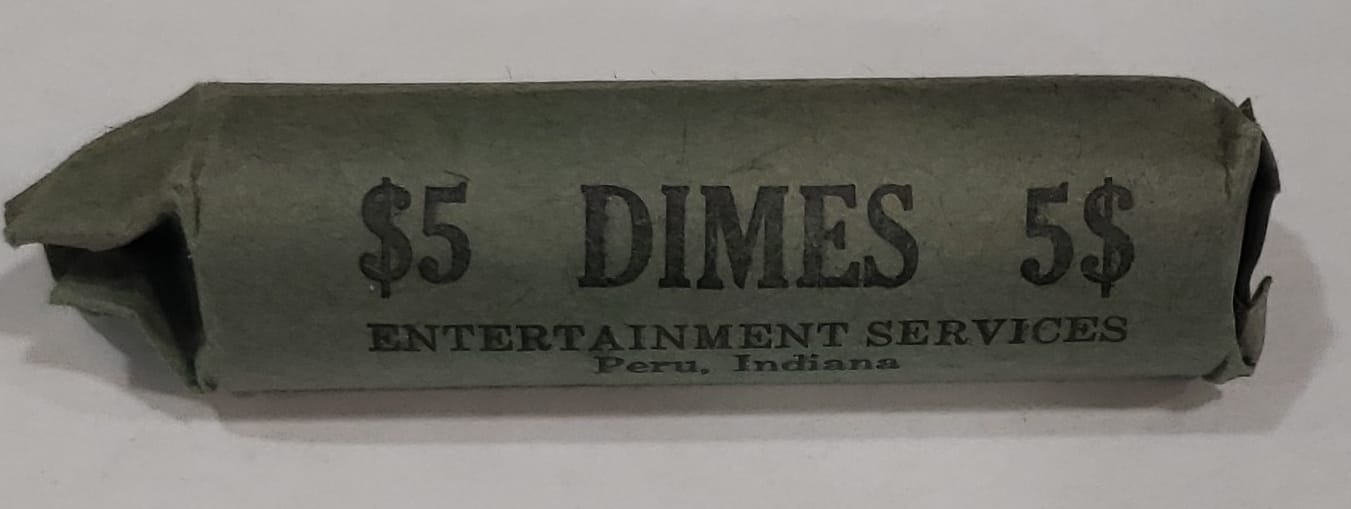 $5 DIMES 5$
ENTERTAINMENT SERVICES
Peru, Indiana